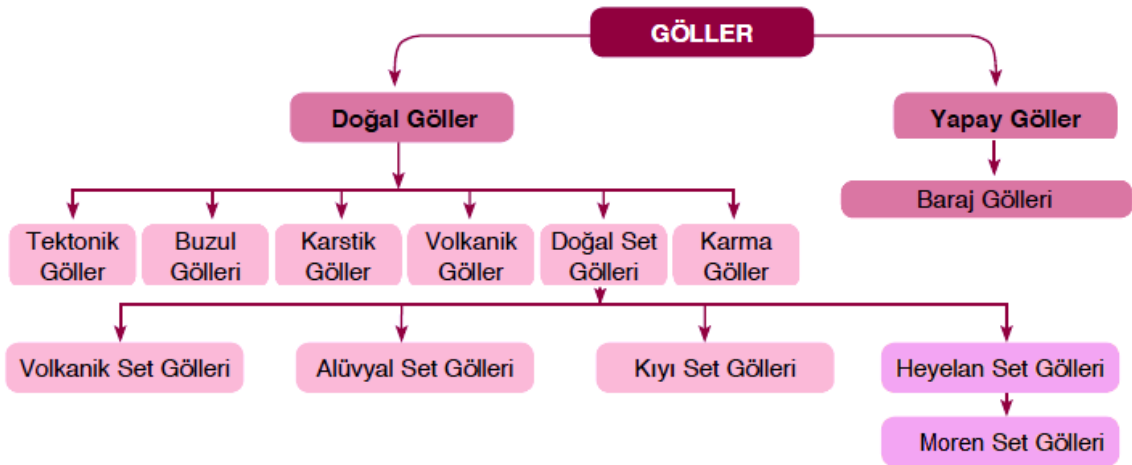 GÖLLER
Doğal Göller
Yapay Göller
Baraj Gölleri
Tektonik
Göller
Buzul
Gölleri
Karstik
Göller
Volkanik
Göller
Doğal Set
Gölleri
Karma
Göller
Volkanik Set Gölleri
Alüvyal Set Gölleri
Kıyı Set Gölleri
Heyelan Set Gölleri
Moren Set Gölleri